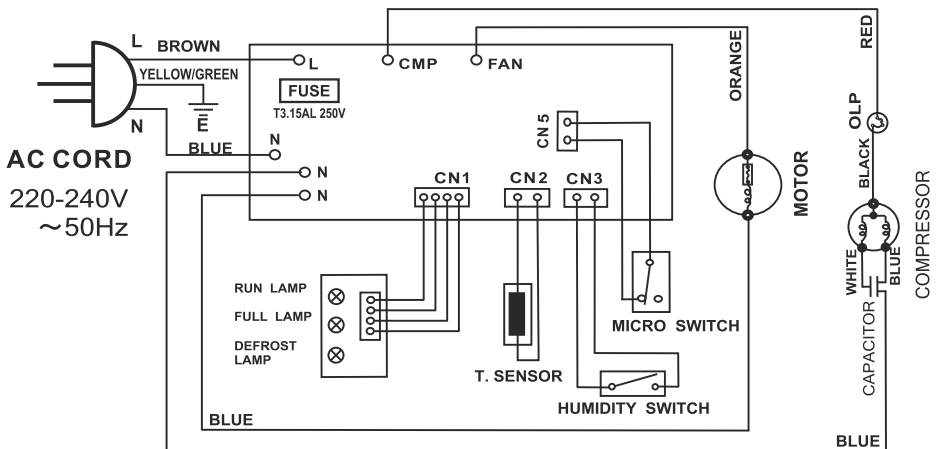 L
BROWN
YELLOW/GREEN
E
N
BLUE
AC CORD
220-240V
~50Hz
L
FUSE
T3.15AL 250V
N
N
N
CMP
FAN
CN5
CN1
CN2
CN3
RUN LAMP
FULL LAMP
DEFROST
LAMP
T. SENSOR
MICRO SWITCH
HUMIDITY SWITCH
BLUE
ORANGE
MOTOR
RED
OLP
BLACK
COMPRESSOR
WHITE
BLUE
CAPACITOR
BLUE